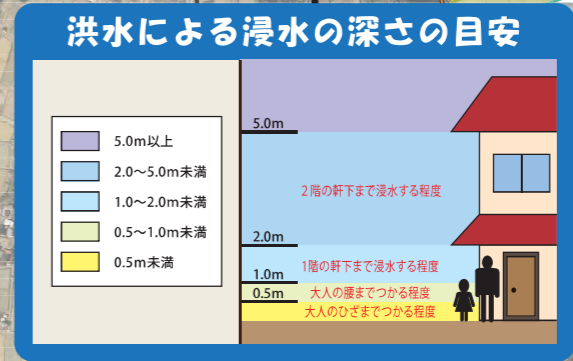 洪水による浸水の深さの目安
5.0m以上
2.0〜5.0m未満
1.0〜2.0m未満
0.5〜1.0m未満
0.5m未満
5.0m
2階の軒下まで浸水する程度
2.0m
1階の軒下まで浸水する程度
1.0m
0.5m
大人の腰までつかる程度
大人のひざまでつかる程度